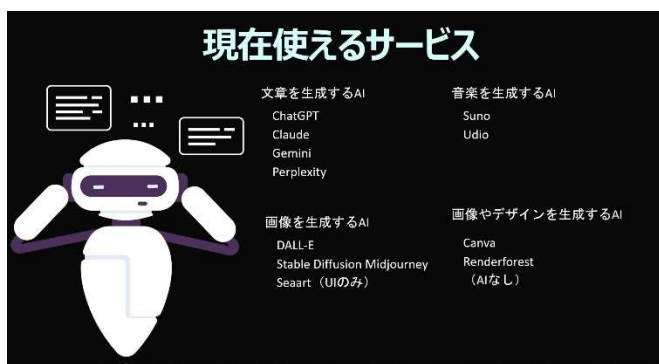 現在使えるサービス
文章を生成するAI
ChatGPT
Claude
Gemini
Perplexity
音楽を生成するAI
Suno
Udio
画像を生成するAI
DALL-E
Stable Diffusion Midjourney
Seaart（UIのみ）
画像やデザインを生成するAI
Canva
Renderforest
（AIなし）